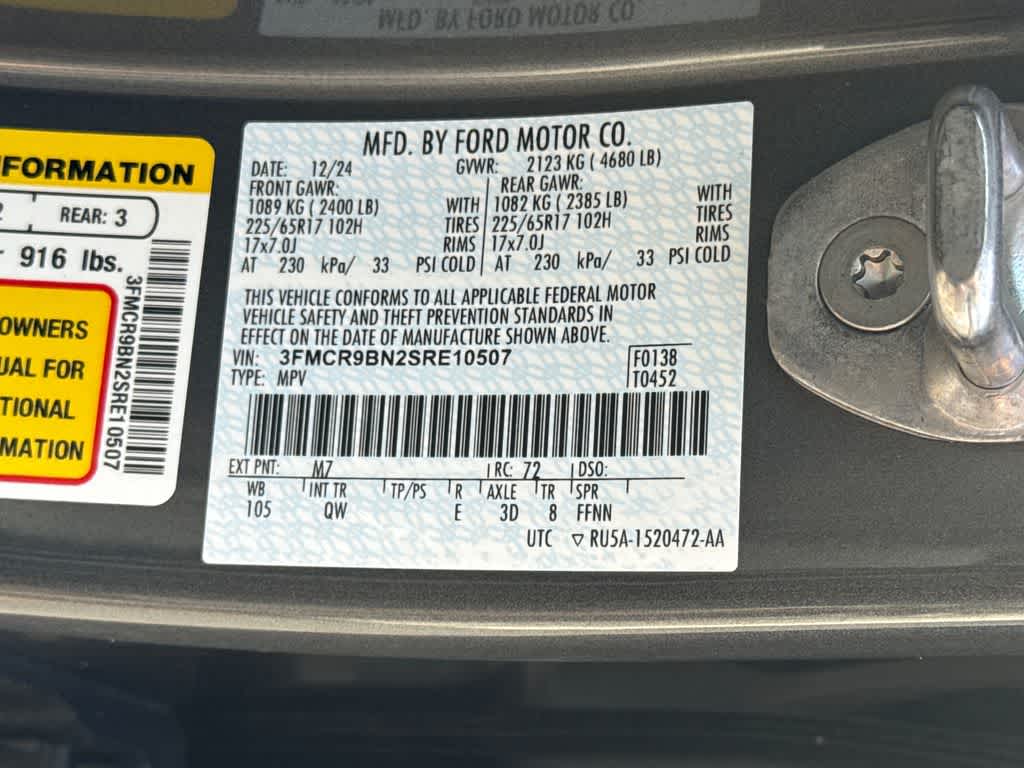 MFD. BY FORD MOTOR CO.
NFORMATION
REAR: 3
916 lbs.
3FMCR9BN2SRE10507
OWNERS
UAL FOR
TIONAL
MATION
MFD. BY FORD MOTOR CO.
DATE: 12/24 GVWR: 2123 KG ( 4680 LB)
FRONT GAWR: REAR GAWR:
1089 KG ( 2400 LB) WITH 1082 KG ( 2385 LB) WITH
225/65R17 102H TIRES 225/65R17 102H TIRES
17x7.0J RIMS 17x7.0J RIMS
AT 230 kPa/ 33 PSI COLD AT 230 kPa/ 33 PSI COLD
THIS VEHICLE CONFORMS TO ALL APPLICABLE FEDERAL MOTOR
VEHICLE SAFETY AND THEFT PREVENTION STANDARDS IN
EFFECT ON THE DATE OF MANUFACTURE SHOWN ABOVE.
VIN: 3FMCR9BN2SRE10507 F0138
TYPE: MPV T0452
EXT PNT: M7 RC: 72 DSO:
WB INT TR TP/PS R AXLE TR SPR
105 QW E 3D 8 FFNN
UTC ▽ RU5A-1520472-AA